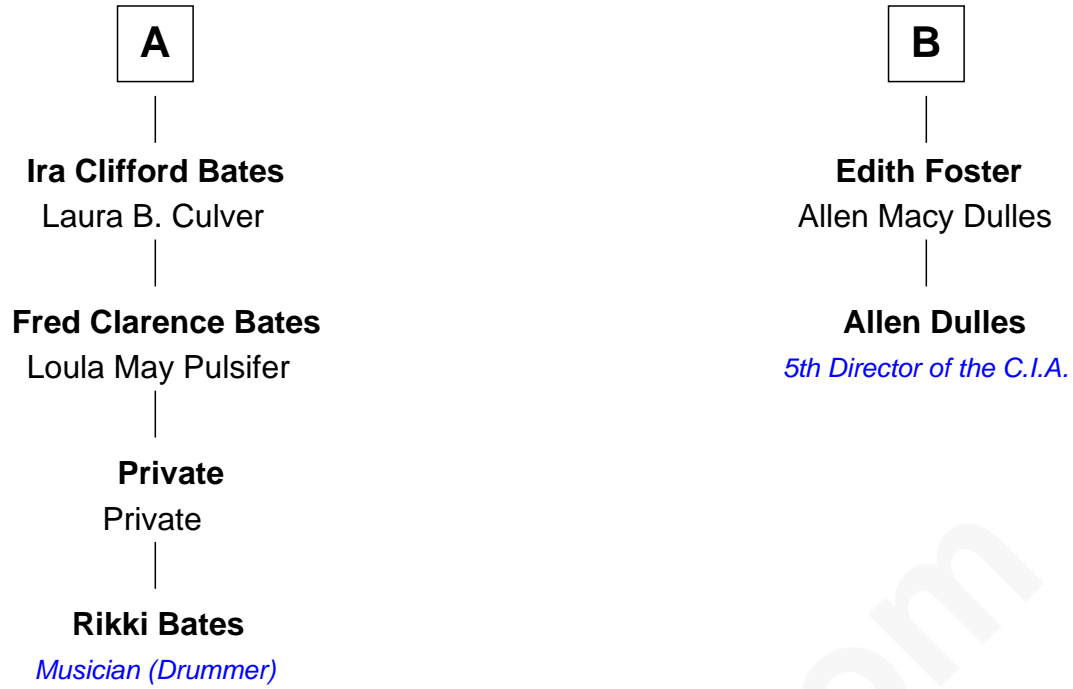 A
B
Ira Clifford Bates
Laura B. Culver
Edith Foster
Allen Macy Dulles
Fred Clarence Bates
Loula May Pulsifer
Allen Dulles
5th Director of the C.I.A.
Private
Private
Rikki Bates
Musician (Drummer)
om